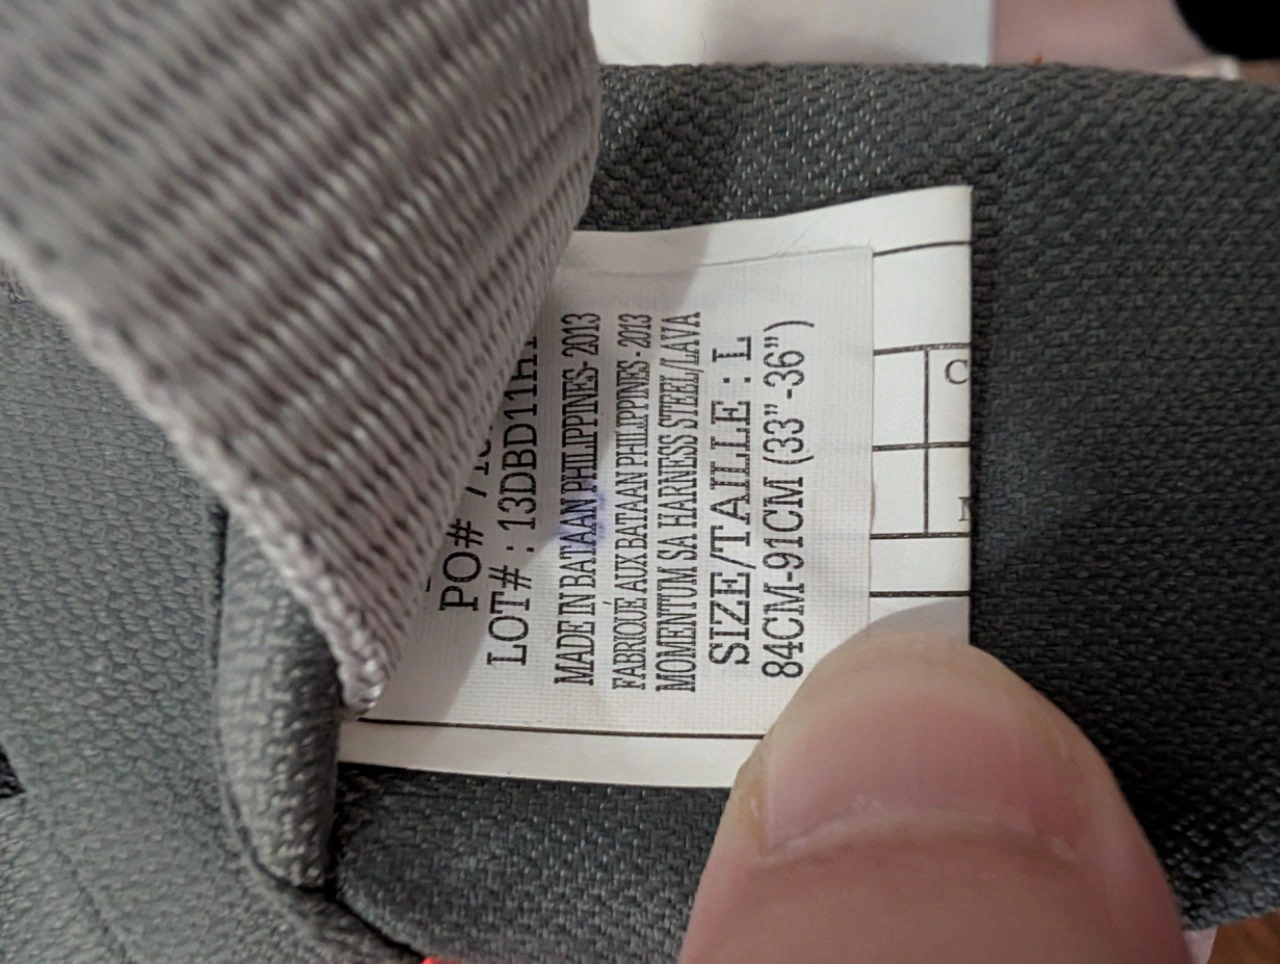 PO#
LOT# : 13DBD11
MADE IN BATAAN PHILIPPINES- 2013
FABRIQUÉ AUX BATAAN PHILIPPINES - 2013
MOMENTUM SA HARNESS STEEL/LAVA
SIZE/TAILLE : L
84CM-91CM (33”-36”)